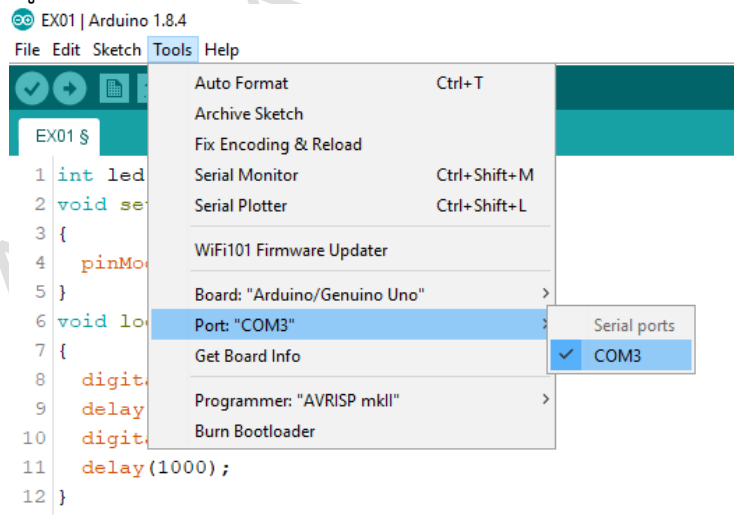 EX01 | Arduino 1.8.4
File Edit Sketch Tools Help
Auto Format Ctrl+T
Archive Sketch
EX01 §
Fix Encoding & Reload
Serial Monitor Ctrl+Shift+M
Serial Plotter Ctrl+Shift+L
WiFi101 Firmware Updater
Board: "Arduino/Genuino Uno"
Port: "COM3"
Serial ports
Get Board Info
COM3
Programmer: "AVRISP mkII"
Burn Bootloader
1 int led
2 void se
3 {
4 pinMo
5 }
6 void lo
7 {
8 digita
9 delay
10 digita
11 delay(1000);
12 }